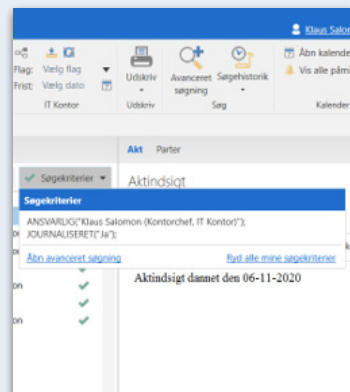 Klaus Salom
Flag: Vælg flag
Frist: Vælg dato
IT Kontor
Udskriv
Udskriv
Avanceret søgning
Søgehistorik
Søg
Åbn kalende
Vis alle påmi
Kalender
Akt Parter
Søgekriterier
Aktindsigt
Søgekriterier
ANSVARLIG("Klaus Salomon (Kontorchef, IT Kontor)");
JOURNALISERET("Ja");
Åbn avanceret søgning
Ryd alle mine søgekriterier
Aktindsigt dannet den 06-11-2020
on
on
on